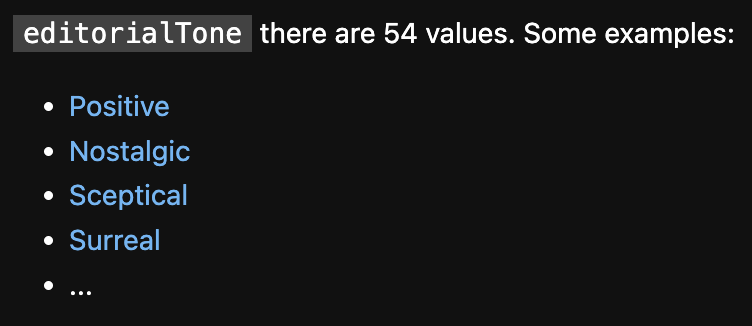 editorialTone there are 54 values. Some examples:
• Positive
• Nostalgic
• Sceptical
• Surreal
• ...